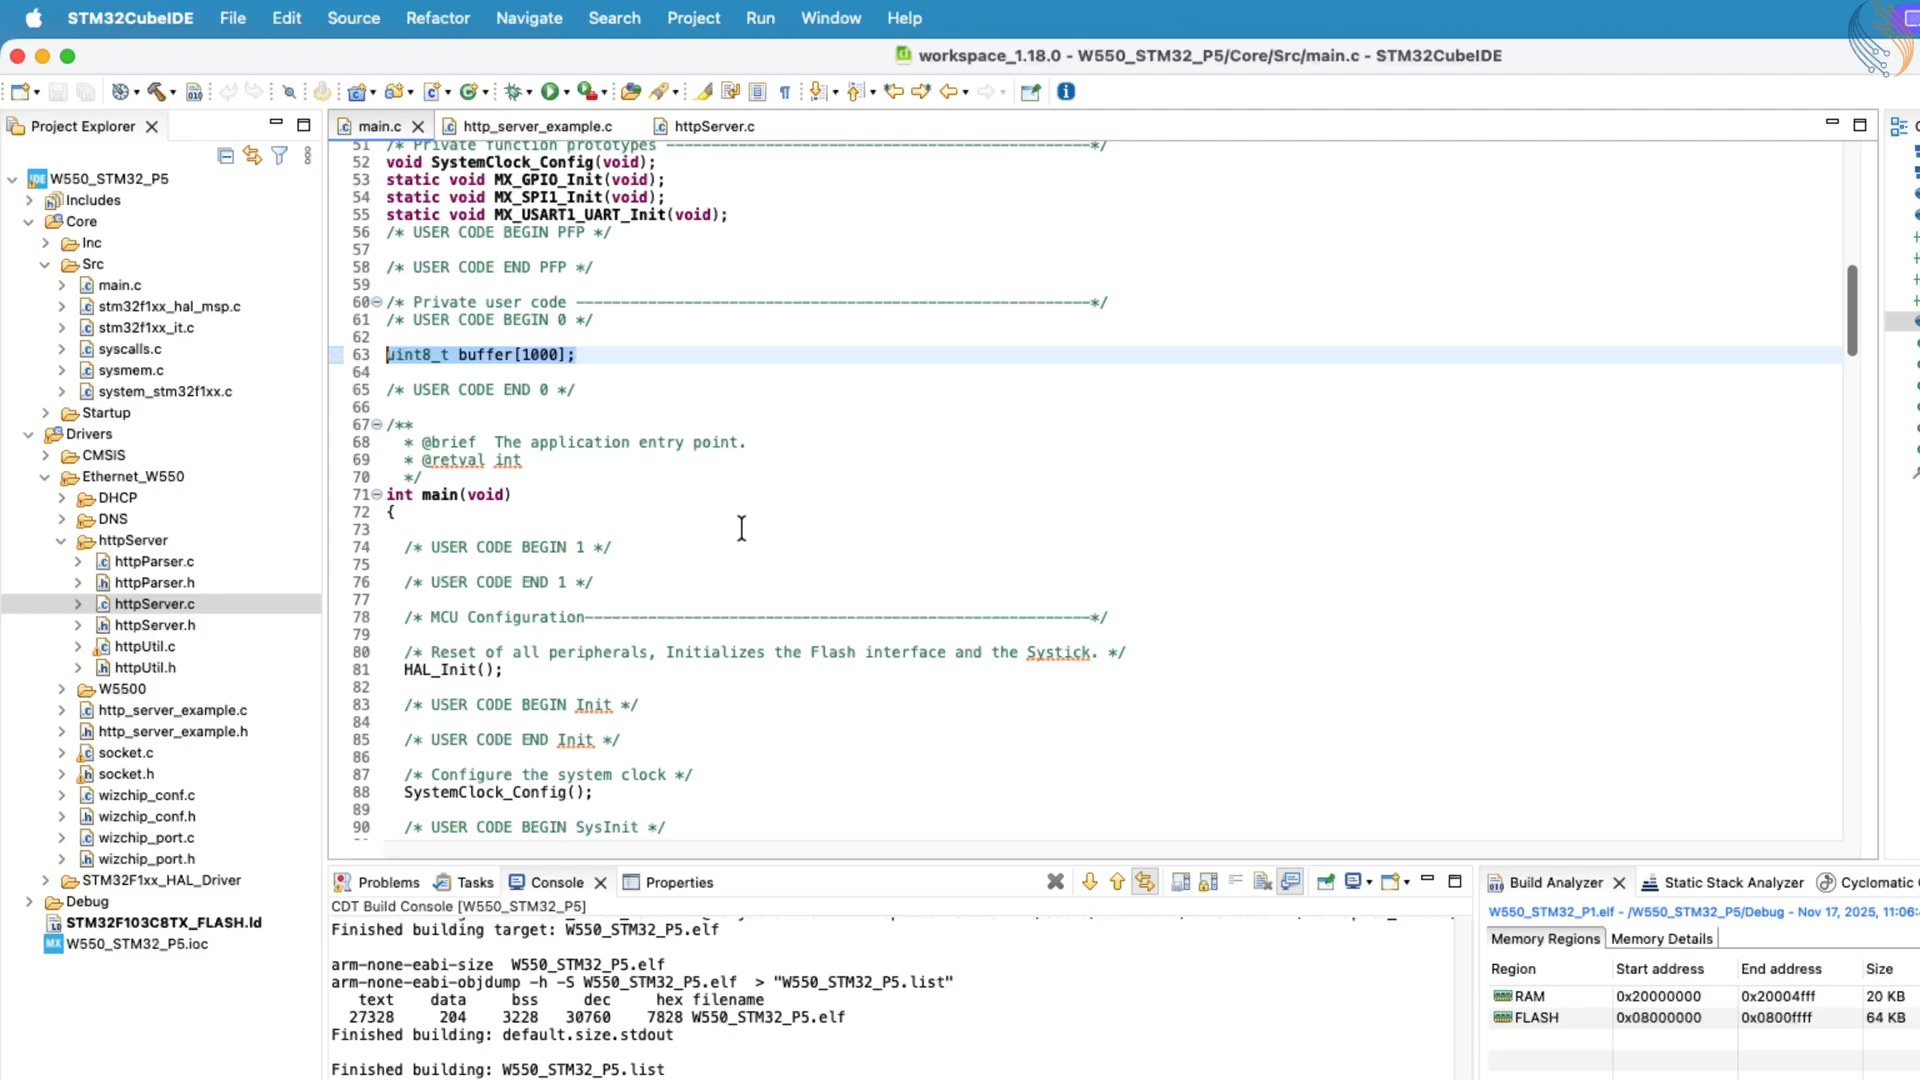 STM32CubeIDE File Edit Source Refactor Navigate Search Project Run Window Help
workspace_1.18.0 - W550_STM32_P5/Core/Src/main.c - STM32CubeIDE
Project Explorer
W550_STM32_P5
Includes
Core
Inc
Src
main.c
stm32f1xx_hal_msp.c
stm32f1xx_it.c
syscalls.c
sysmem.c
system_stm32f1xx.c
Startup
Drivers
CMSIS
Ethernet_W550
DHCP
DNS
httpServer
httpParser.c
httpParser.h
httpServer.c
httpServer.h
httpUtil.c
httpUtil.h
W5500
http_server_example.c
http_server_example.h
socket.c
socket.h
wizchip_conf.c
wizchip_conf.h
wizchip_port.c
wizchip_port.h
STM32F1xx_HAL_Driver
Debug
STM32F103C8TX_FLASH.ld
W550_STM32_P5.ioc
main.c http_server_example.c httpServer.c
51 /* Private function prototypes -----------------------------------------------*/
52 void SystemClock_Config(void);
53 static void MX_GPIO_Init(void);
54 static void MX_SPI1_Init(void);
55 static void MX_USART1_UART_Init(void);
56 /* USER CODE BEGIN PFP */
57
58 /* USER CODE END PFP */
59
60 /* Private user code ---------------------------------------------------------*/
61 /* USER CODE BEGIN 0 */
62
63 uint8_t buffer[1000];
64
65 /* USER CODE END 0 */
66
67 /**
68 * @brief The application entry point.
69 * @retval int
70 */
71 int main(void)
72 {
73
74 /* USER CODE BEGIN 1 */
75
76 /* USER CODE END 1 */
77
78 /* MCU Configuration--------------------------------------------------------*/
79
80 /* Reset of all peripherals, Initializes the Flash interface and the Systick. */
81 HAL_Init();
82
83 /* USER CODE BEGIN Init */
84
85 /* USER CODE END Init */
86
87 /* Configure the system clock */
88 SystemClock_Config();
89
90 /* USER CODE BEGIN SysInit */
Problems Tasks Console Properties
CDT Build Console [W550_STM32_P5]
Finished building target: W550_STM32_P5.elf
arm-none-eabi-size W550_STM32_P5.elf
arm-none-eabi-objdump -h -S W550_STM32_P5.elf > "W550_STM32_P5.list"
text data bss dec hex filename
27328 204 3228 30760 7828 W550_STM32_P5.elf
Finished building: default.size.stdout
Finished building: W550_STM32_P5.list
Build Analyzer Static Stack Analyzer Cyclomatic
W550_STM32_P1.elf - /W550_STM32_P5/Debug - Nov 17, 2025, 11:06:
Memory Regions Memory Details
Region Start address End address Size
RAM 0x20000000 0x20004fff 20 KB
FLASH 0x08000000 0x0800ffff 64 KB